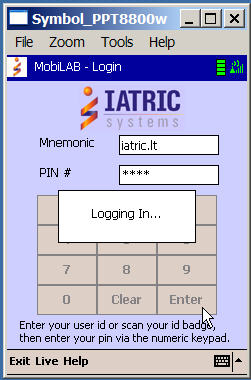 Symbol_PPT8800w
File Zoom Tools Help
MobiLAB - Login
IATRIC
systems
Mnemonic iatric.lt
PIN # ****
Logging In...
7 8 9
0 Clear Enter
Enter your user id or scan your id badge,
then enter your pin via the numeric keypad.
Exit Live Help